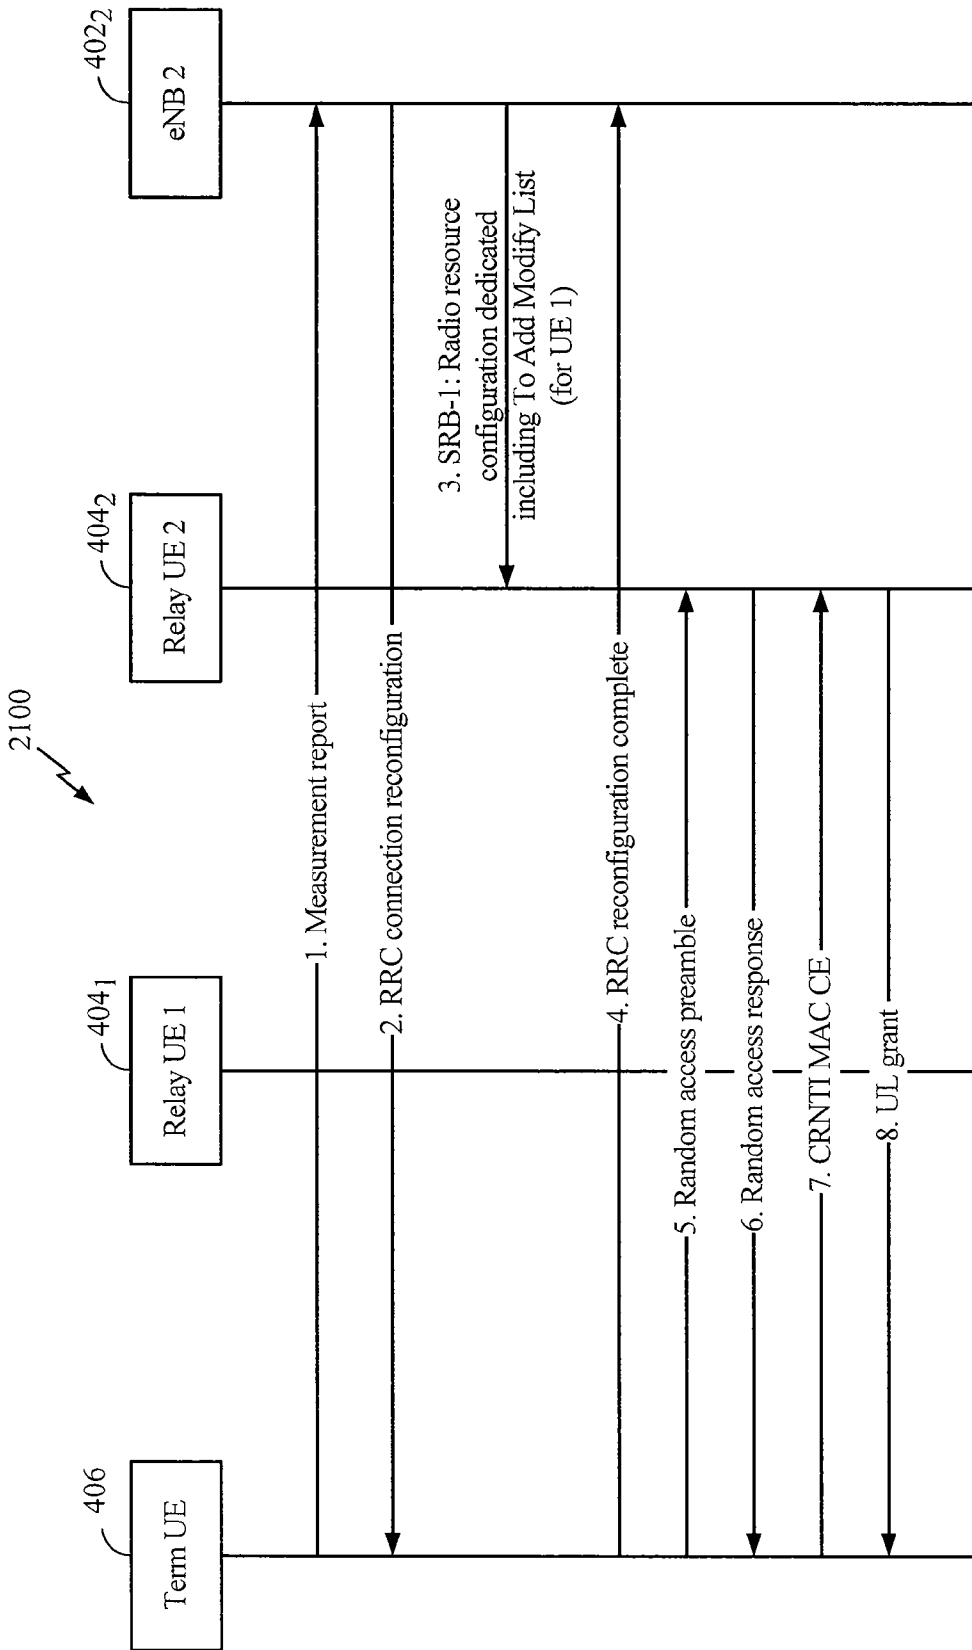 2100
406
404₁
404₂
402₂
Term UE
Relay UE 1
Relay UE 2
eNB 2
1. Measurement report
2. RRC connection reconfiguration
3. SRB-1: Radio resource
configuration dedicated
including To Add Modify List
(for UE 1)
4. RRC reconfiguration complete
5. Random access preamble
6. Random access response
7. CRNTI MAC CE
8. UL grant